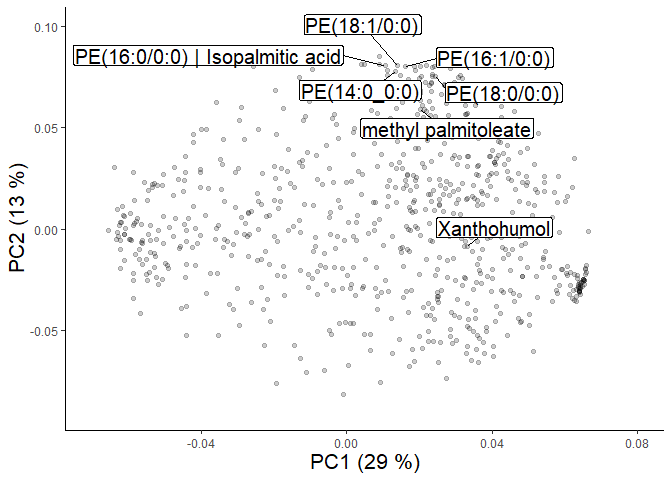 0.10
PE(18:1/0:0)
PE(16:0/0:0) | Isopalmitic acid
PE(16:1/0:0)
PE(14:0_0:0)
PE(18:0/0:0)
0.05
methyl palmitoleate
Xanthohumol
0.00
PC2 (13 %)
-0.05
-0.04
0.00
0.04
0.08
PC1 (29 %)